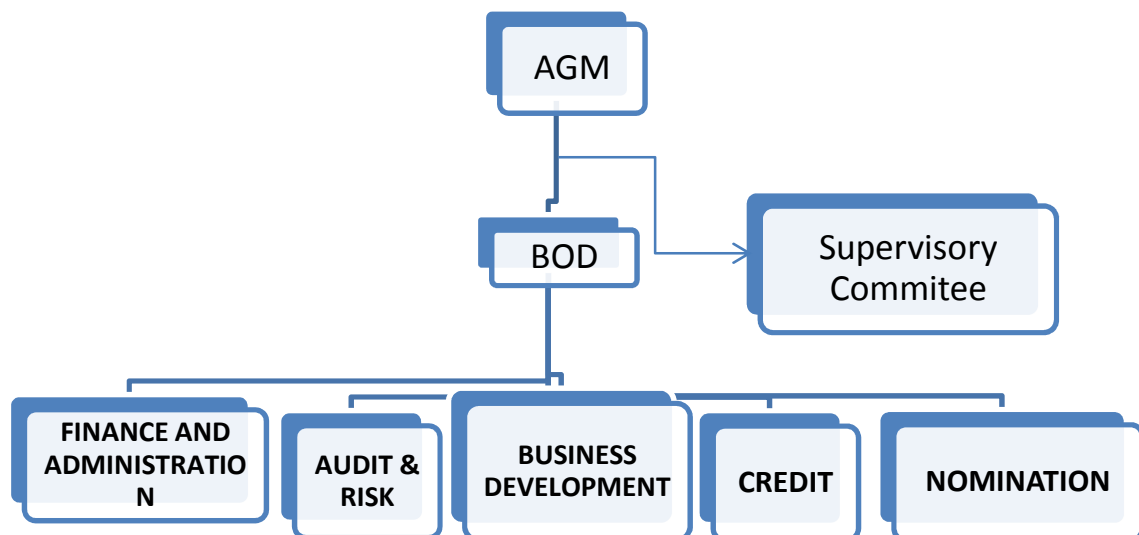 AGM
BOD
Supervisory
Commitee
FINANCE AND
ADMINISTRATIO
N
AUDIT &
RISK
BUSINESS
DEVELOPMENT
CREDIT
NOMINATION